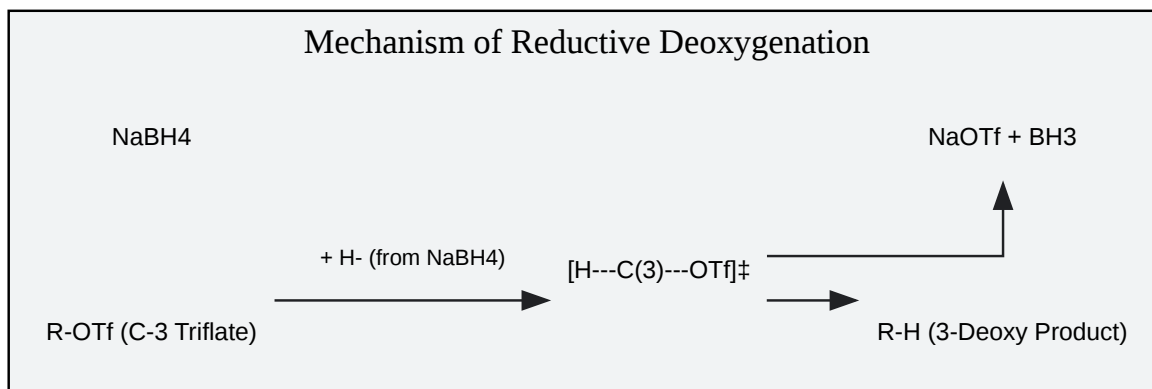 Mechanism of Reductive Deoxygenation
NaBH4
NaOTf + BH3
+ H- (from NaBH4)
[H---C(3)---OTf]‡
R-OTf (C-3 Triflate)
R-H (3-Deoxy Product)